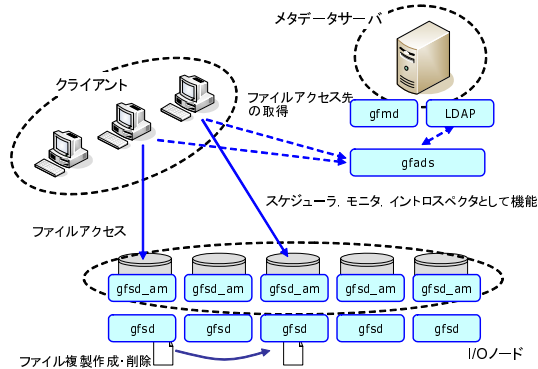 メタデータサーバ
クライアント
ファイルアクセス先
の取得
gfmd
LDAP
gfads
スケジューラ，モニタ，イントロスペクタとして機能
ファイルアクセス
gfsd_am
gfsd_am
gfsd_am
gfsd_am
gfsd_am
gfsd
gfsd
gfsd
gfsd
gfsd
ファイル複製作成・削除
I/Oノード